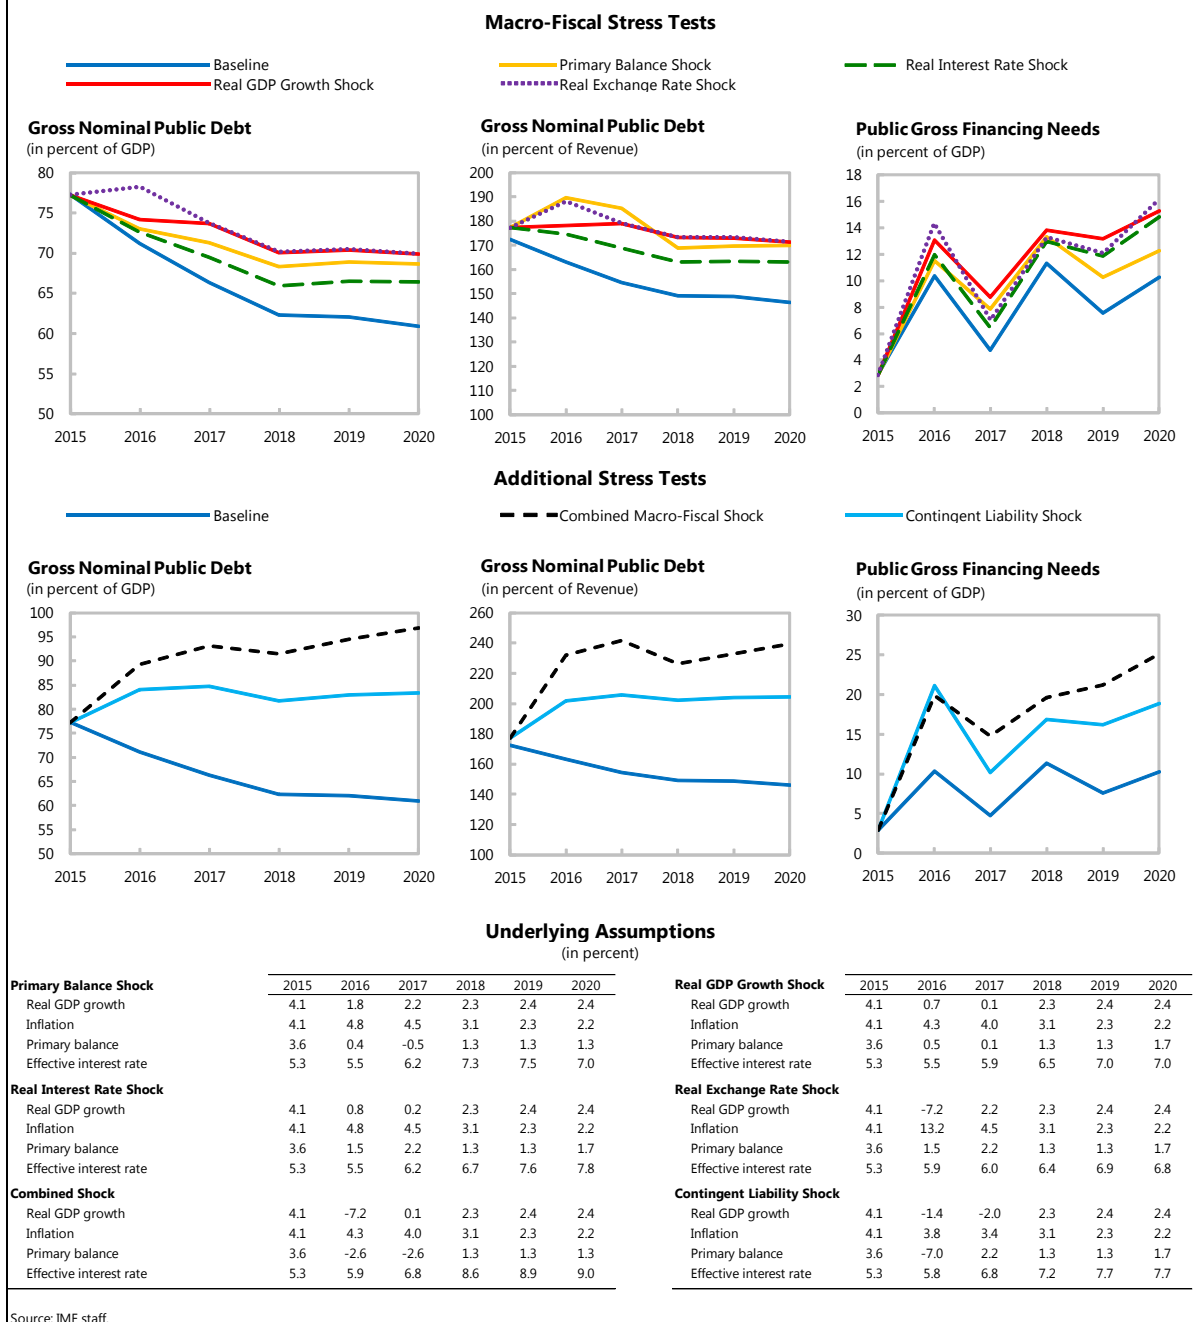 Macro-Fiscal Stress Tests
Baseline
Primary Balance Shock
Real Interest Rate Shock
Real GDP Growth Shock
Real Exchange Rate Shock
Gross Nominal Public Debt
(in percent of GDP)
80
75
70
65
60
55
50
2015 2016 2017 2018 2019 2020
Gross Nominal Public Debt
(in percent of Revenue)
200
190
180
170
160
150
140
130
120
110
100
2015 2016 2017 2018 2019 2020
Public Gross Financing Needs
(in percent of GDP)
18
16
14
12
10
8
6
4
2
0
2015 2016 2017 2018 2019 2020
Additional Stress Tests
Baseline
Combined Macro-Fiscal Shock
Contingent Liability Shock
Gross Nominal Public Debt
(in percent of GDP)
100
95
90
85
80
75
70
65
60
55
50
2015 2016 2017 2018 2019 2020
Gross Nominal Public Debt
(in percent of Revenue)
260
240
220
200
180
160
140
120
100
2015 2016 2017 2018 2019 2020
Public Gross Financing Needs
(in percent of GDP)
30
25
20
15
10
5
0
2015 2016 2017 2018 2019 2020
Underlying Assumptions
(in percent)
Primary Balance Shock 2015 2016 2017 2018 2019 2020
Real GDP growth 4.1 1.8 2.2 2.3 2.4 2.4
Inflation 4.1 4.8 4.5 3.1 2.3 2.2
Primary balance 3.6 0.4 -0.5 1.3 1.3 1.3
Effective interest rate 5.3 5.5 6.2 7.3 7.5 7.0
Real Interest Rate Shock
Real GDP growth 4.1 0.8 0.2 2.3 2.4 2.4
Inflation 4.1 4.8 4.5 3.1 2.3 2.2
Primary balance 3.6 1.5 2.2 1.3 1.3 1.7
Effective interest rate 5.3 5.5 6.2 6.7 7.6 7.8
Combined Shock
Real GDP growth 4.1 -7.2 0.1 2.3 2.4 2.4
Inflation 4.1 4.3 4.0 3.1 2.3 2.2
Primary balance 3.6 -2.6 -2.6 1.3 1.3 1.3
Effective interest rate 5.3 5.9 6.8 8.6 8.9 9.0
Real GDP Growth Shock 2015 2016 2017 2018 2019 2020
Real GDP growth 4.1 0.7 0.1 2.3 2.4 2.4
Inflation 4.1 4.3 4.0 3.1 2.3 2.2
Primary balance 3.6 0.5 0.1 1.3 1.3 1.7
Effective interest rate 5.3 5.5 5.9 6.5 7.0 7.0
Real Exchange Rate Shock
Real GDP growth 4.1 -7.2 2.2 2.3 2.4 2.4
Inflation 4.1 13.2 4.5 3.1 2.3 2.2
Primary balance 3.6 1.5 2.2 1.3 1.3 1.7
Effective interest rate 5.3 5.9 6.0 6.4 6.9 6.8
Contingent Liability Shock
Real GDP growth 4.1 -1.4 -2.0 2.3 2.4 2.4
Inflation 4.1 3.8 3.4 3.1 2.3 2.2
Primary balance 3.6 -7.0 2.2 1.3 1.3 1.7
Effective interest rate 5.3 5.8 6.8 7.2 7.7 7.7
Source: IMF staff.